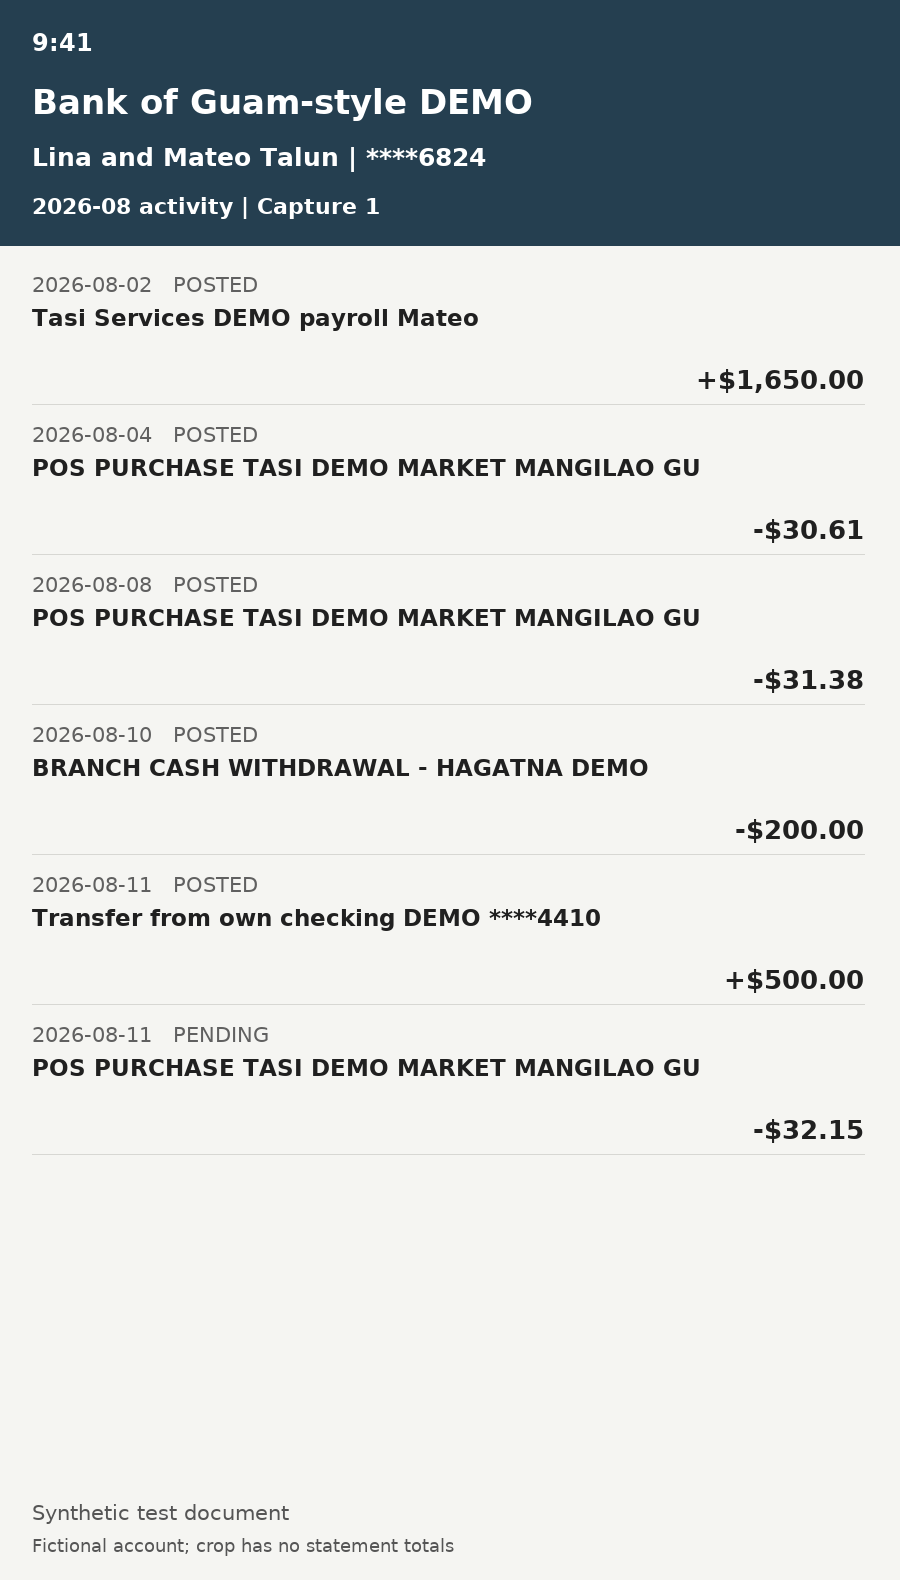 9:41
Bank of Guam-style DEMO
Lina and Mateo Talun | ****6824
2026-08 activity | Capture 1
2026-08-02 POSTED
Tasi Services DEMO payroll Mateo
+$1,650.00
2026-08-04 POSTED
POS PURCHASE TASI DEMO MARKET MANGILAO GU
-$30.61
2026-08-08 POSTED
POS PURCHASE TASI DEMO MARKET MANGILAO GU
-$31.38
2026-08-10 POSTED
BRANCH CASH WITHDRAWAL - HAGATNA DEMO
-$200.00
2026-08-11 POSTED
Transfer from own checking DEMO ****4410
+$500.00
2026-08-11 PENDING
POS PURCHASE TASI DEMO MARKET MANGILAO GU
-$32.15
Synthetic test document
Fictional account; crop has no statement totals